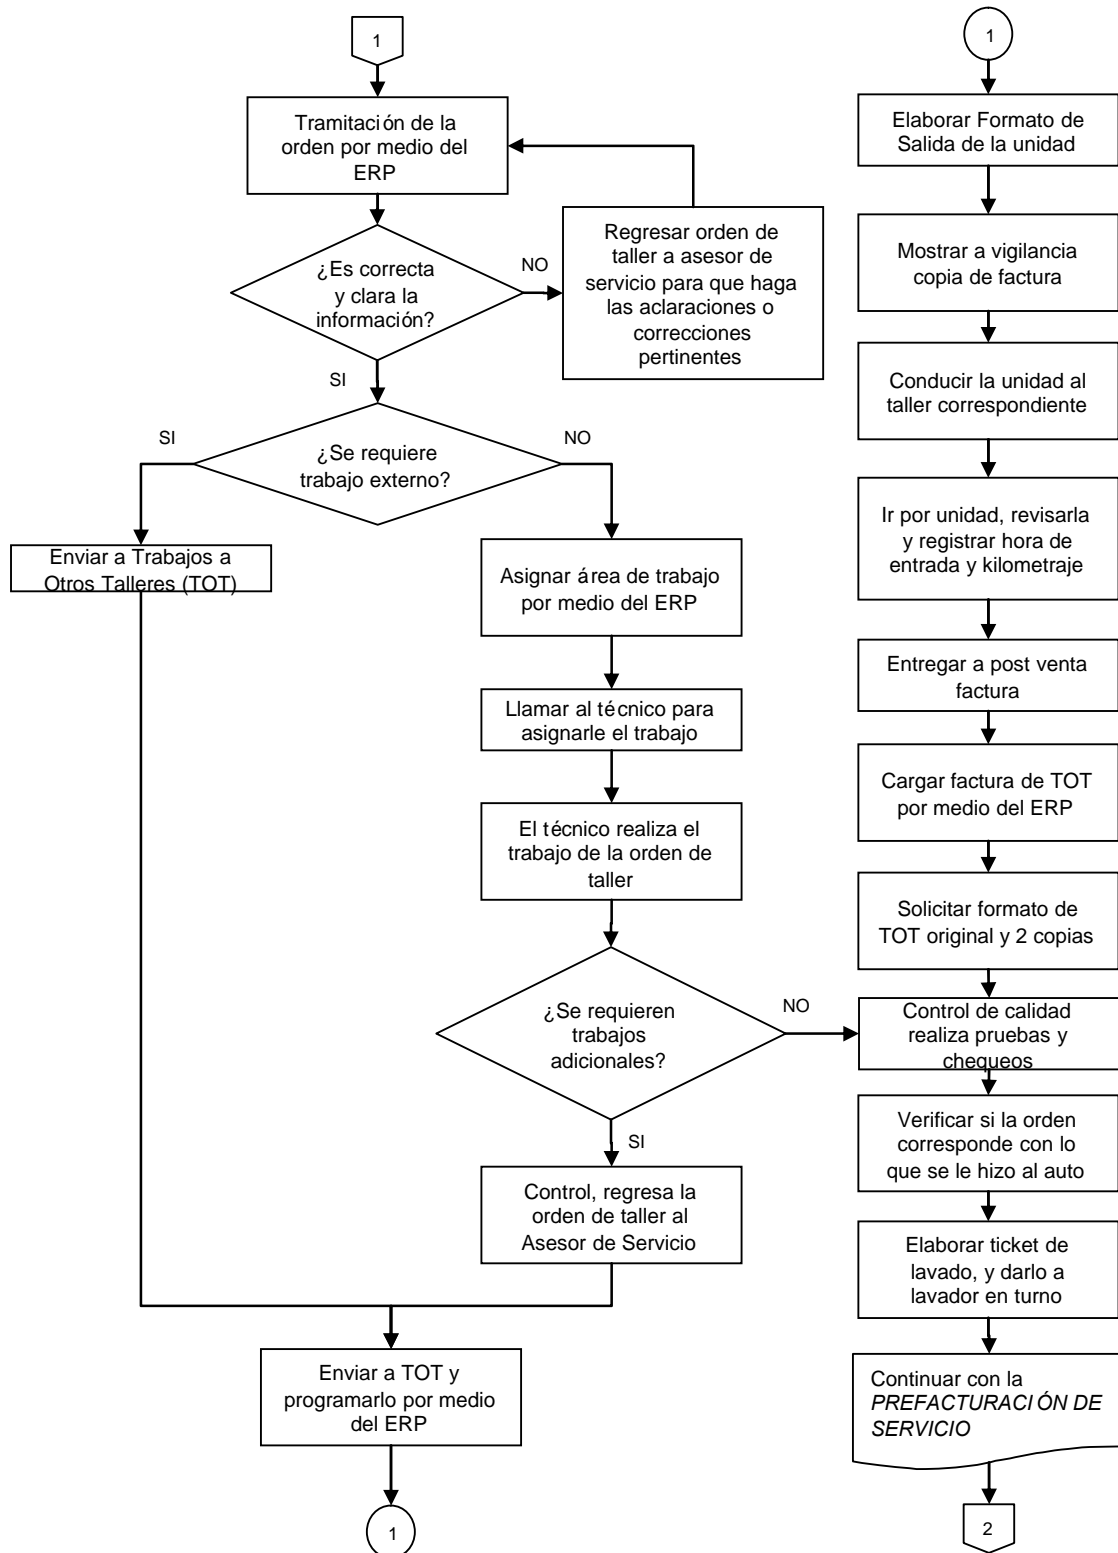 1
Tramitación de la
orden por medio del
ERP
¿Es correcta
y clara la
información?
NO
Regresar orden de
taller a asesor de
servicio para que haga
las aclaraciones o
correcciones
pertinentes
SI
¿Se requiere
trabajo externo?
SI
NO
Enviar a Trabajos a
Otros Talleres (TOT)
Asignar área de trabajo
por medio del ERP
Llamar al técnico para
asignarle el trabajo
El técnico realiza el
trabajo de la orden de
taller
¿Se requieren
trabajos
adicionales?
NO
SI
Control, regresa la
orden de taller al
Asesor de Servicio
Enviar a TOT y
programarlo por medio
del ERP
1
1
Elaborar Formato de
Salida de la unidad
Mostrar a vigilancia
copia de factura
Conducir la unidad al
taller correspondiente
Ir por unidad, revisarla
y registrar hora de
entrada y kilometraje
Entregar a post venta
factura
Cargar factura de TOT
por medio del ERP
Solicitar formato de
TOT original y 2 copias
Control de calidad
realiza pruebas y
chequeos
Verificar si la orden
corresponde con lo
que se le hizo al auto
Elaborar ticket de
lavado, y darlo a
lavador en turno
Continuar con la
PREFACTURACIÓN DE
SERVICIO
2